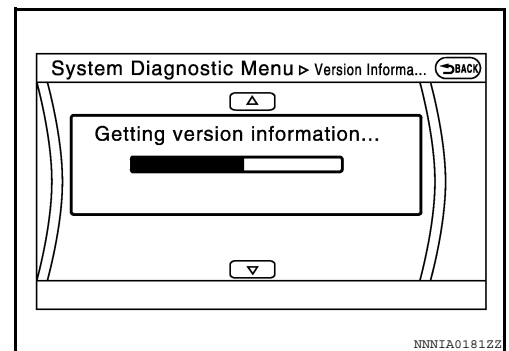 System Diagnostic Menu ▷ Version Informa... ⮌BACK
△
Getting version information...
▽
NNNIA0181ZZ